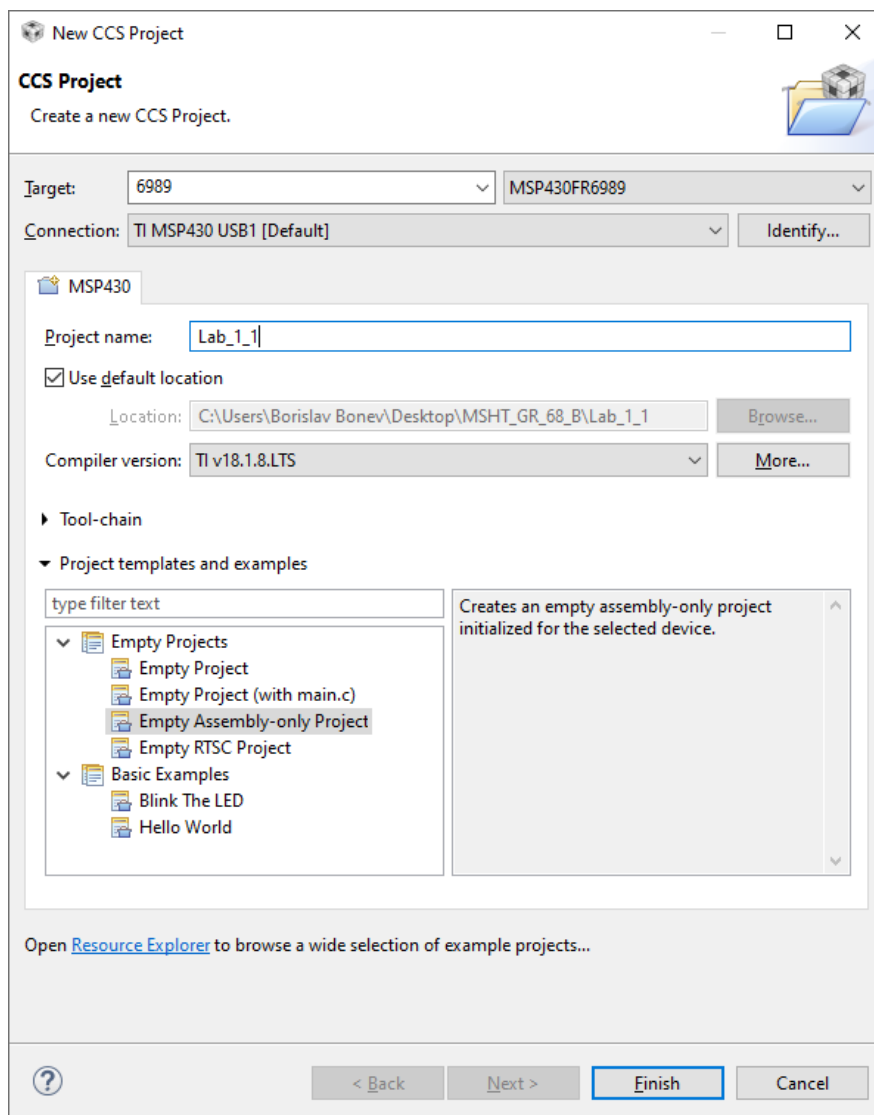 New CCS Project
CCS Project
Create a new CCS Project.
Target: 6989 MSP430FR6989
Connection: TI MSP430 USB1 [Default] Identify...
MSP430
Project name: Lab_1_1
Use default location
Location: C:\Users\Borislav Bonev\Desktop\MSHT_GR_68_B\Lab_1_1 Browse...
Compiler version: TI v18.1.8.LTS More...
Tool-chain
Project templates and examples
type filter text
Empty Projects
Empty Project
Empty Project (with main.c)
Empty Assembly-only Project
Empty RTSC Project
Basic Examples
Blink The LED
Hello World
Creates an empty assembly-only project
initialized for the selected device.
Open Resource Explorer to browse a wide selection of example projects...
? < Back Next > Finish Cancel